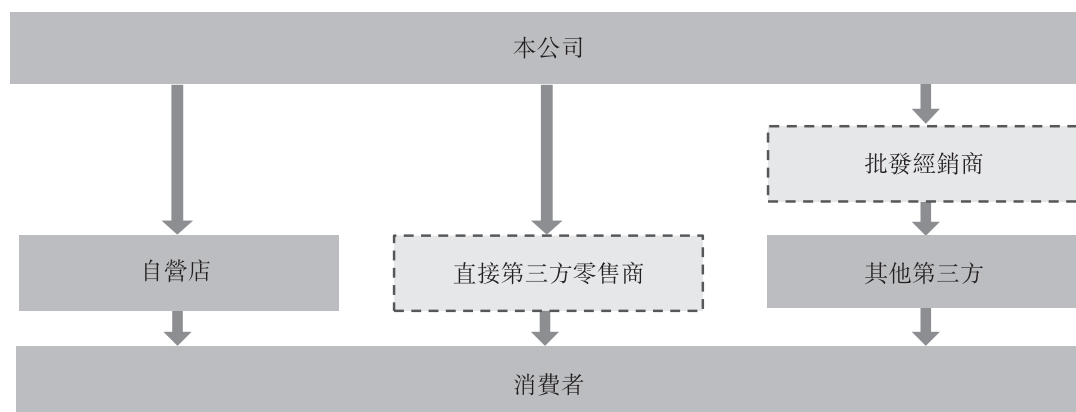 本公司
批發經銷商
自營店
直接第三方零售商
其他第三方
消費者